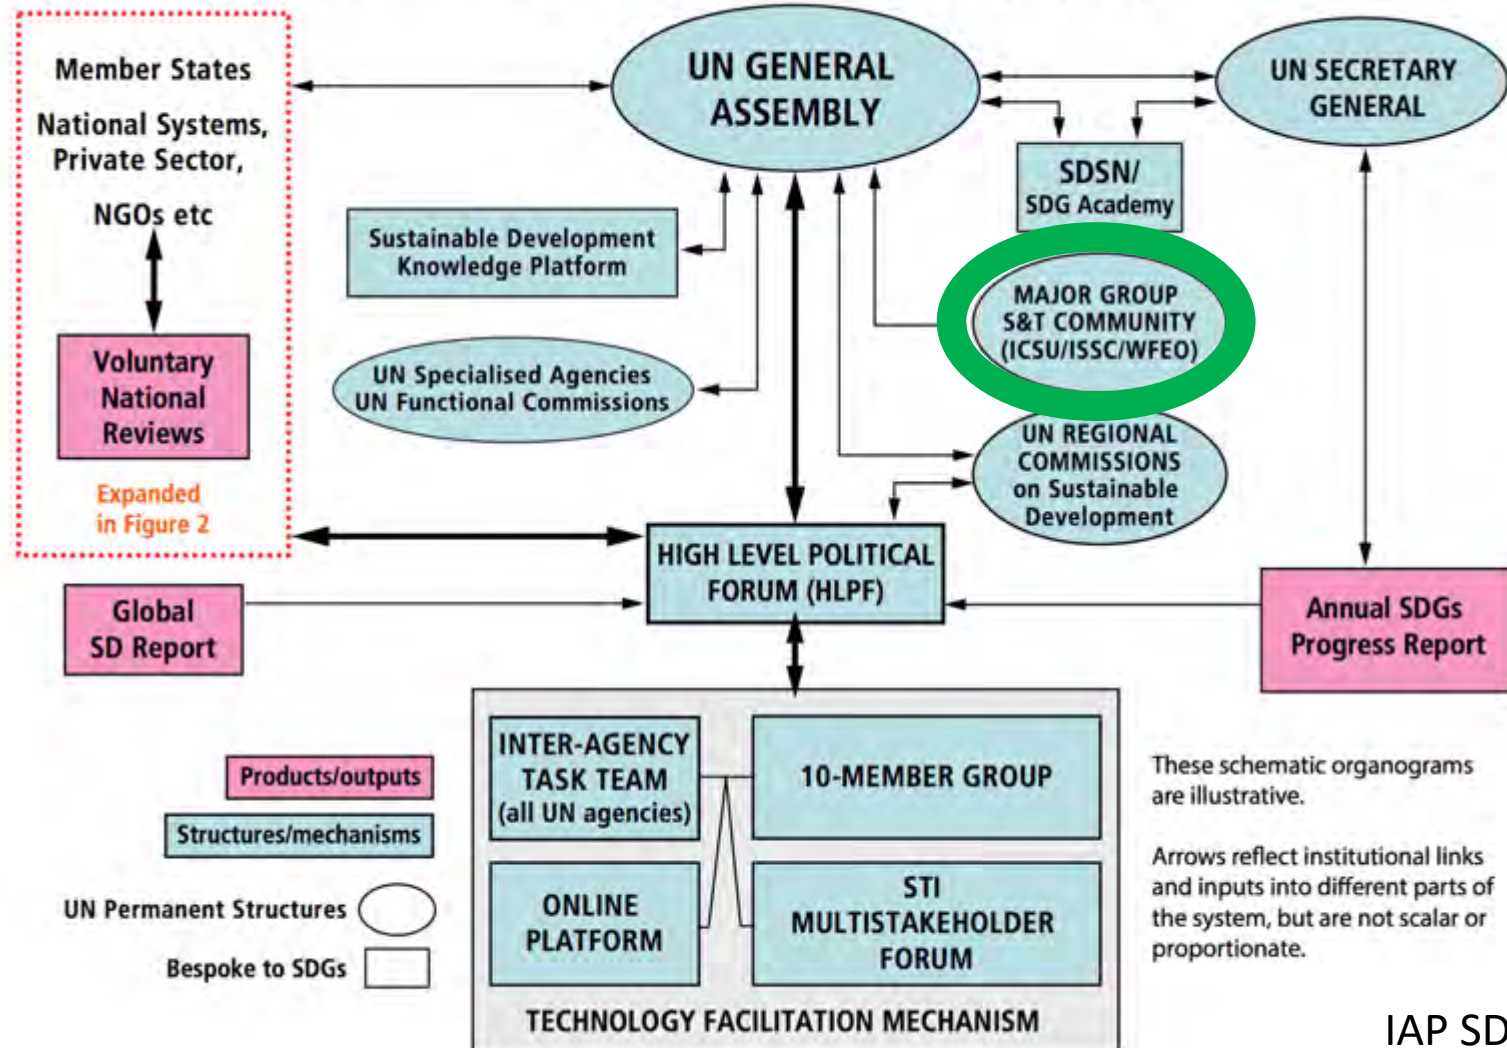 Member States
National Systems,
Private Sector,
NGOs etc
Voluntary
National
Reviews
Expanded
in Figure 2
UN GENERAL
ASSEMBLY
UN SECRETARY
GENERAL
SDSN/
SDG Academy
Sustainable Development
Knowledge Platform
MAJOR GROUP
S&T COMMUNITY
(ICSU/ISSC/WFEO)
UN Specialised Agencies
UN Functional Commissions
UN REGIONAL
COMMISSIONS
on Sustainable
Development
HIGH LEVEL POLITICAL
FORUM (HLPF)
Global
SD Report
Annual SDGs
Progress Report
INTER-AGENCY
TASK TEAM
(all UN agencies)
10-MEMBER GROUP
ONLINE
PLATFORM
STI
MULTISTAKEHOLDER
FORUM
TECHNOLOGY FACILITATION MECHANISM
Products/outputs
Structures/mechanisms
UN Permanent Structures
Bespoke to SDGs
These schematic organograms
are illustrative.
Arrows reflect institutional links
and inputs into different parts of
the system, but are not scalar or
proportionate.
IAP SD